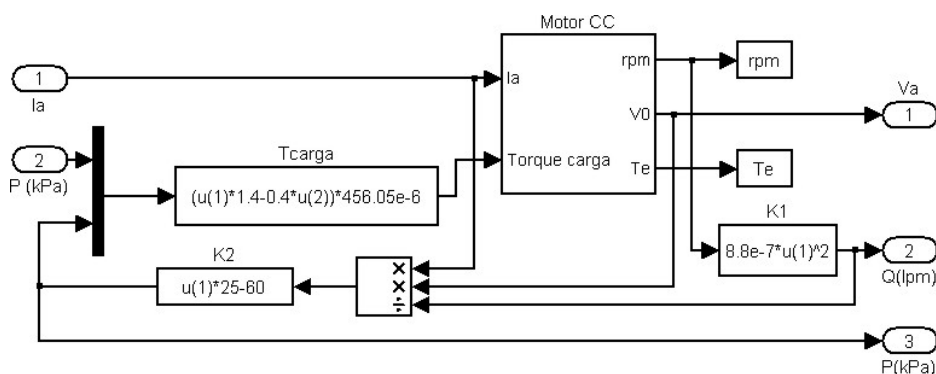 Motor CC
1
Ia
Ia
rpm
rpm
Va
V0
1
2
P (kPa)
Tcarga
(u(1)*1.4-0.4*u(2))*456.05e-6
Torque carga
Te
Te
K1
8.8e-7*u(1)^2
2
Q(lpm)
K2
u(1)*25-60
×
×
÷
3
P(kPa)